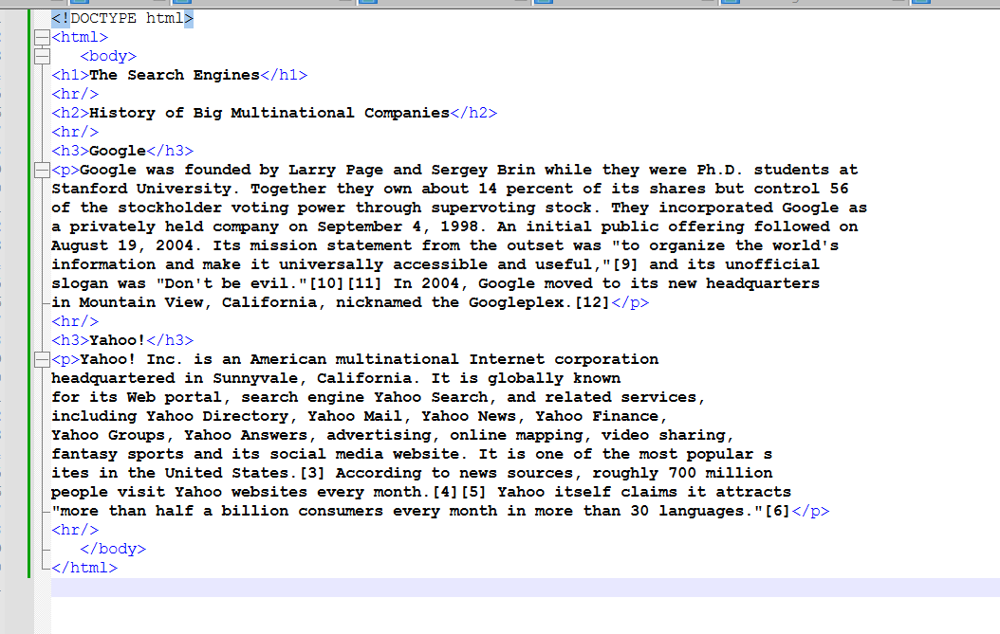 <!DOCTYPE html>
<html>
<body>
<h1>The Search Engines</h1>
<hr/>
<h2>History of Big Multinational Companies</h2>
<hr/>
<h3>Google</h3>
<p>Google was founded by Larry Page and Sergey Brin while they were Ph.D. students at
Stanford University. Together they own about 14 percent of its shares but control 56
of the stockholder voting power through supervoting stock. They incorporated Google as
a privately held company on September 4, 1998. An initial public offering followed on
August 19, 2004. Its mission statement from the outset was "to organize the world's
information and make it universally accessible and useful,"[9] and its unofficial
slogan was "Don't be evil."[10][11] In 2004, Google moved to its new headquarters
in Mountain View, California, nicknamed the Googleplex.[12]</p>
<hr/>
<h3>Yahoo!</h3>
<p>Yahoo! Inc. is an American multinational Internet corporation
headquartered in Sunnyvale, California. It is globally known
for its Web portal, search engine Yahoo Search, and related services,
including Yahoo Directory, Yahoo Mail, Yahoo News, Yahoo Finance,
Yahoo Groups, Yahoo Answers, advertising, online mapping, video sharing,
fantasy sports and its social media website. It is one of the most popular s
ites in the United States.[3] According to news sources, roughly 700 million
people visit Yahoo websites every month.[4][5] Yahoo itself claims it attracts
"more than half a billion consumers every month in more than 30 languages."[6]</p>
<hr/>
</body>
</html>